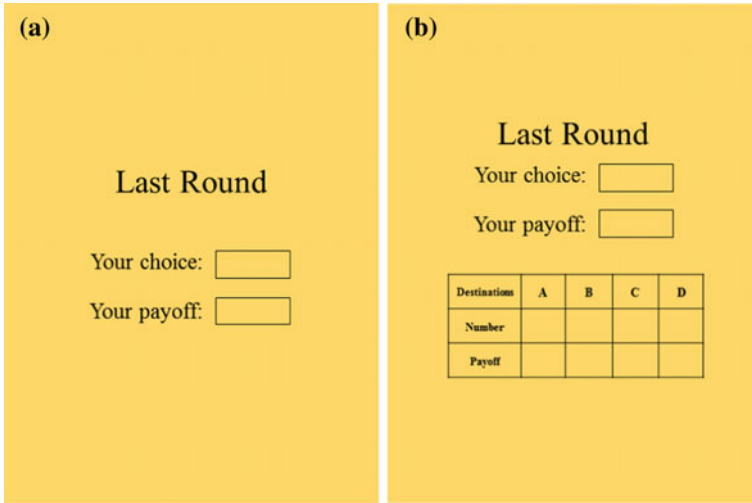 (a)
Last Round
Your choice:
Your payoff:
(b)
Last Round
Your choice:
Your payoff:
Destinations A B C D
Number
Payoff